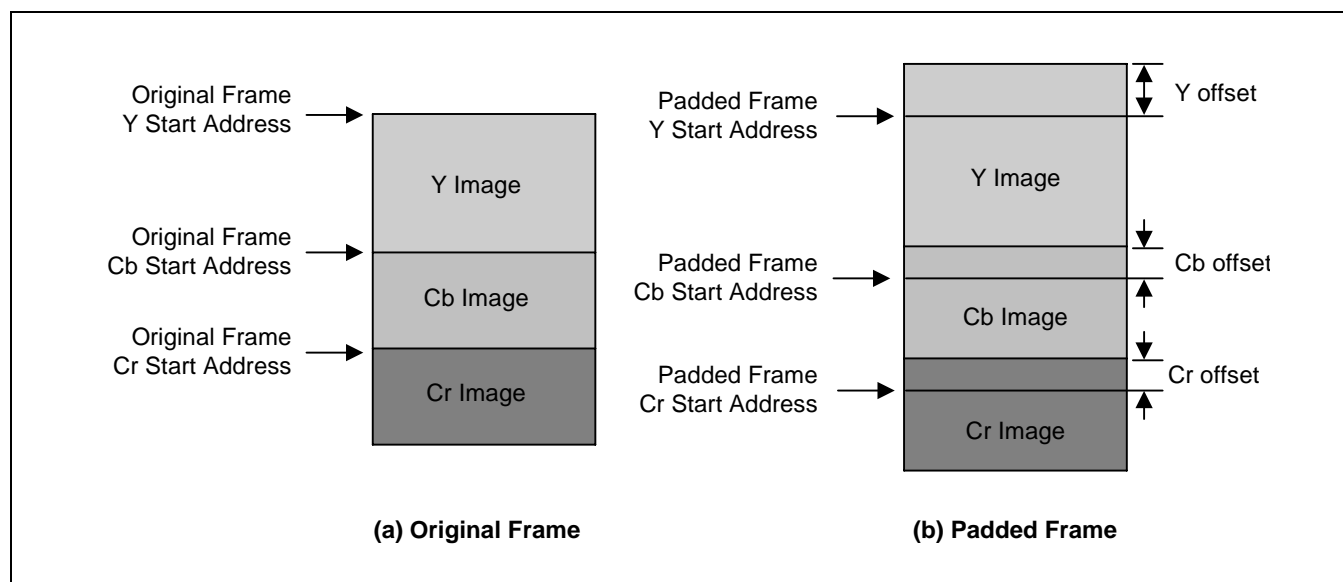 Original Frame
Y Start Address
Y Image
Original Frame
Cb Start Address
Cb Image
Original Frame
Cr Start Address
Cr Image
(a) Original Frame
Padded Frame
Y Start Address
Y offset
Y Image
Padded Frame
Cb Start Address
Cb offset
Cb Image
Padded Frame
Cr Start Address
Cr offset
Cr Image
(b) Padded Frame